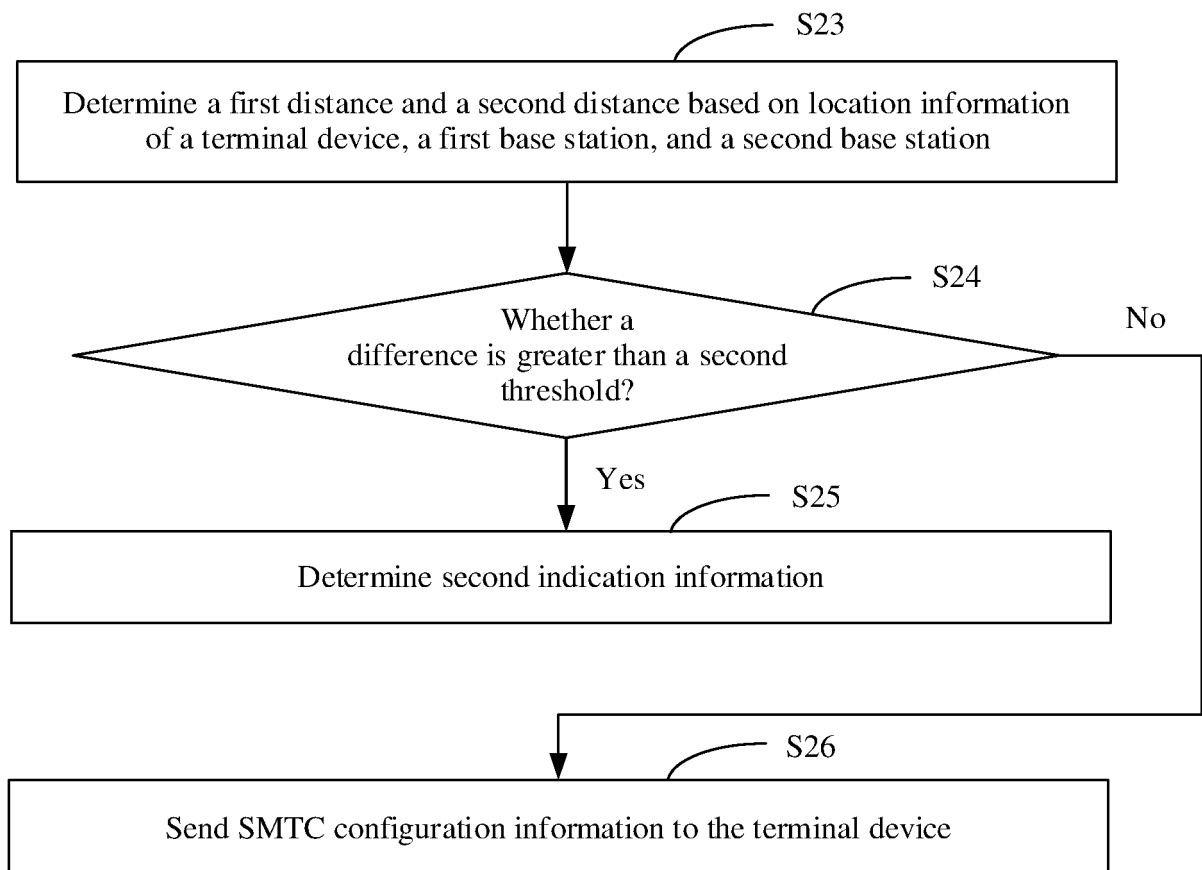 S23
Determine a first distance and a second distance based on location information
of a terminal device, a first base station, and a second base station
S24
No
Whether a
difference is greater than a second
threshold?
Yes
S25
Determine second indication information
S26
Send SMTC configuration information to the terminal device